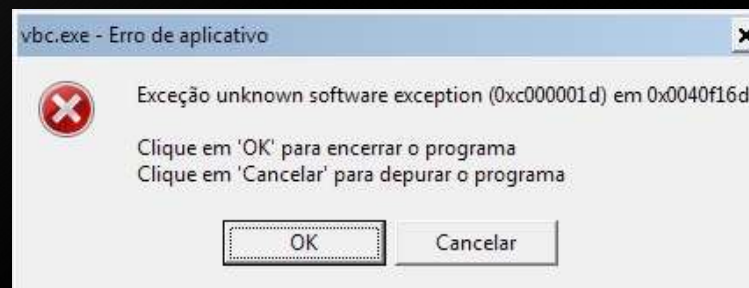 vbc.exe - Erro de aplicativo
Exceção unknown software exception (0xc000001d) em 0x0040f16d
Clique em 'OK' para encerrar o programa
Clique em 'Cancelar' para depurar o programa
OK
Cancelar